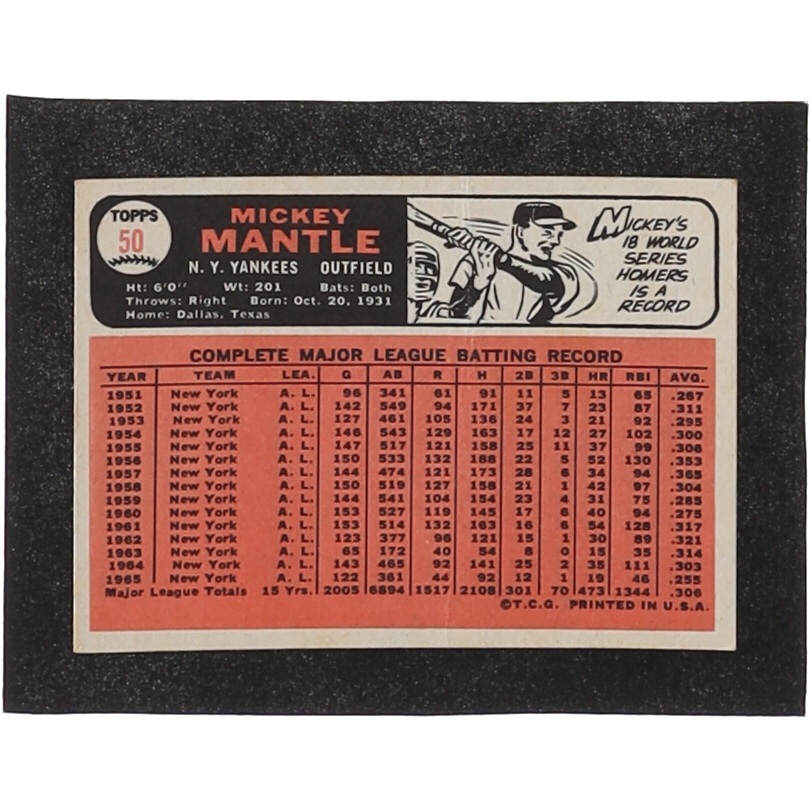 TOPPS
50
MICKEY
MANTLE
N. Y. YANKEES OUTFIELD
Ht: 6'0" Wt: 201 Bats: Both
Throws: Right Born: Oct. 20, 1931
Home: Dallas, Texas
MICKEY'S
18 WORLD
SERIES
HOMERS
IS A
RECORD
COMPLETE MAJOR LEAGUE BATTING RECORD
YEAR TEAM LEA. G AB R H 2B 3B HR RBI AVG.
1951 New York A. L. 96 341 61 91 11 5 13 65 .267
1952 New York A. L. 142 549 94 171 37 7 23 87 .311
1953 New York A. L. 127 461 105 136 24 3 21 92 .295
1954 New York A. L. 146 543 129 163 17 12 27 102 .300
1955 New York A. L. 147 517 121 158 25 11 37 99 .306
1956 New York A. L. 150 533 132 188 22 5 52 130 .353
1957 New York A. L. 144 474 121 173 28 6 34 94 .365
1958 New York A. L. 150 519 127 158 21 1 42 97 .304
1959 New York A. L. 144 541 104 154 23 4 31 75 .285
1960 New York A. L. 153 527 119 145 17 6 40 94 .275
1961 New York A. L. 153 514 132 163 16 6 54 128 .317
1962 New York A. L. 123 377 96 121 15 1 30 89 .321
1963 New York A. L. 65 172 40 54 8 0 15 35 .314
1964 New York A. L. 143 465 92 141 25 2 35 111 .303
1965 New York A. L. 122 361 44 92 12 1 19 46 .255
Major League Totals 15 Yrs. 2005 6894 1517 2108 301 70 473 1344 .306
©T.C.G. PRINTED IN U.S.A.